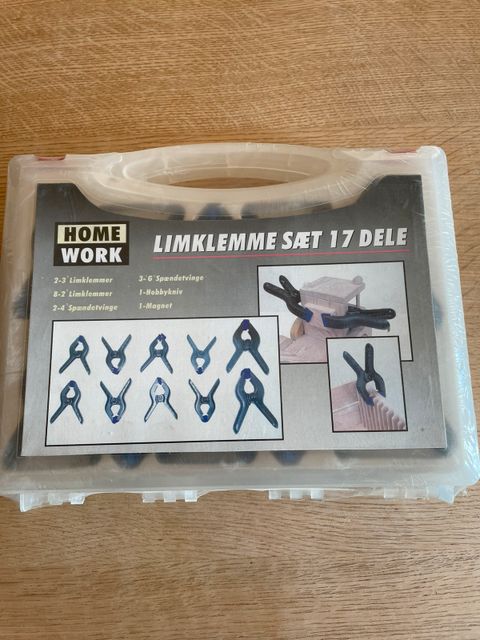 HOME
WORK
LIMKLEMME SÆT 17 DELE
2-3" Limklemmer
8-2" Limklemmer
2-4" Spændetvinge
3-6" Spændetvinge
1-Hobbykniv
1-Magnet